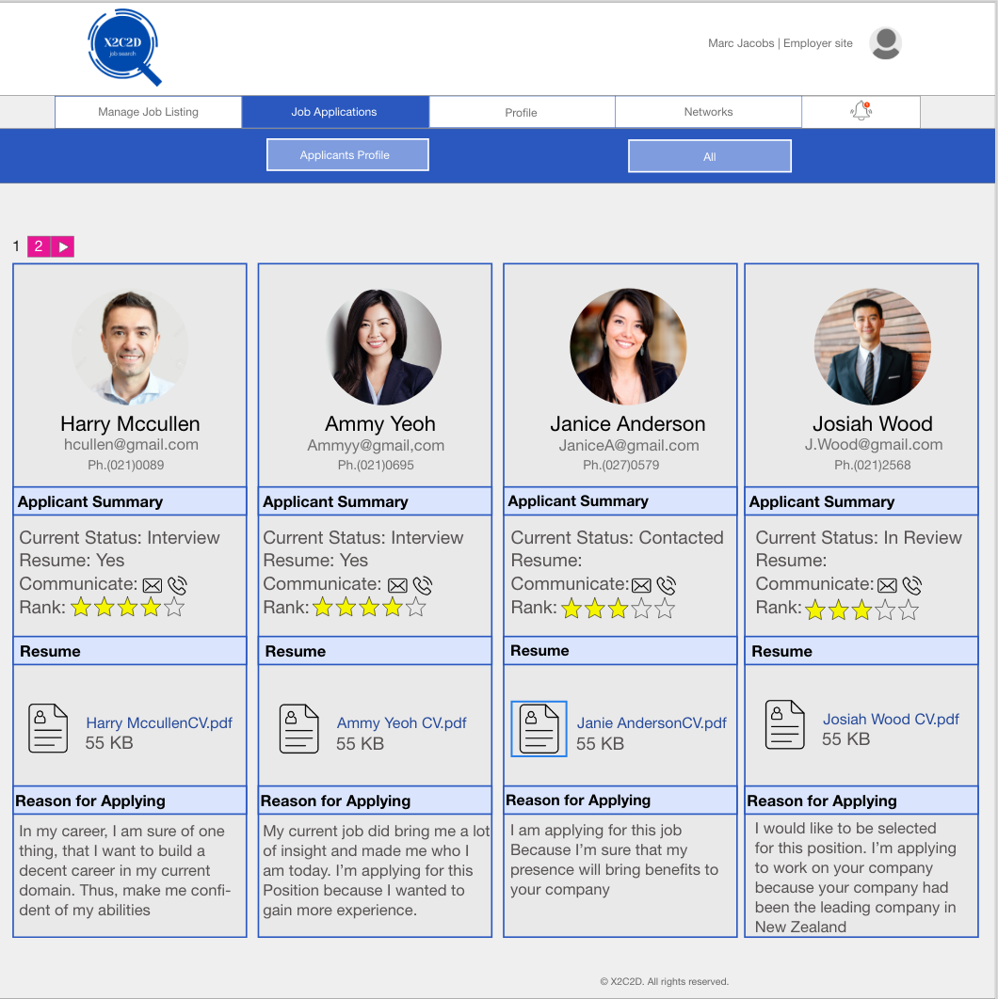 X2C2D
job search
Marc Jacobs | Employer site
Manage Job Listing
Job Applications
Profile
Networks
Applicants Profile
All
1 2
Harry Mccullen
hcullen@gmail.com
Ph.(021)0089
Applicant Summary
Current Status: Interview
Resume: Yes
Communicate:
Rank:
Resume
Harry MccullenCV.pdf
55 KB
Reason for Applying
In my career, I am sure of one
thing, that I want to build a
decent career in my current
domain. Thus, make me confi-
dent of my abilities
Ammy Yeoh
Ammyy@gmail,com
Ph.(021)0695
Applicant Summary
Current Status: Interview
Resume: Yes
Communicate:
Rank:
Resume
Ammy Yeoh CV.pdf
55 KB
Reason for Applying
My current job did bring me a lot
of insight and made me who I
am today. I’m applying for this
Position because I wanted to
gain more experience.
Janice Anderson
JaniceA@gmail.com
Ph.(027)0579
Applicant Summary
Current Status: Contacted
Resume:
Communicate:
Rank:
Resume
Janie AndersonCV.pdf
55 KB
Reason for Applying
I am applying for this job
Because I’m sure that my
presence will bring benefits to
your company
Josiah Wood
J.Wood@gmail.com
Ph.(021)2568
Applicant Summary
Current Status: In Review
Resume:
Communicate:
Rank:
Resume
Josiah Wood CV.pdf
55 KB
Reason for Applying
I would like to be selected
for this position. I’m applying
to work on your company
because your company had
been the leading company in
New Zealand
© X2C2D. All rights reserved.